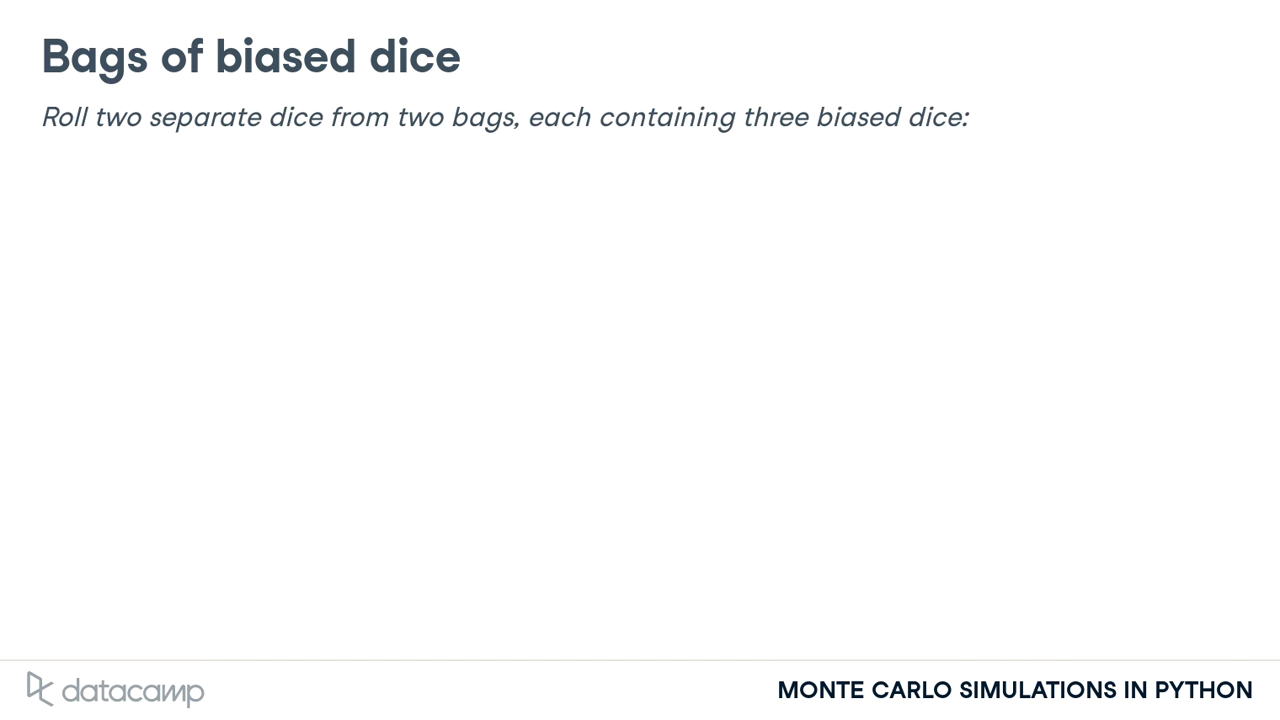 Bags of biased dice
Roll two separate dice from two bags, each containing three biased dice:
datacamp
MONTE CARLO SIMULATIONS IN PYTHON